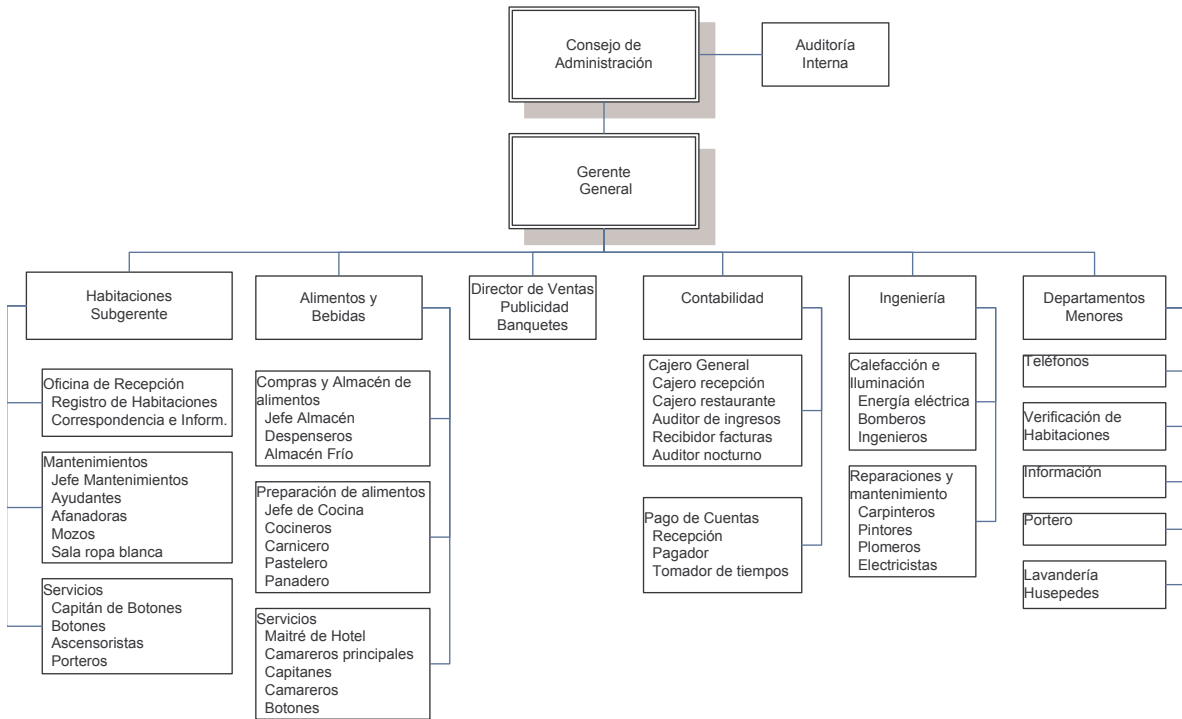 Consejo de
Administración
Auditoría
Interna
Gerente
General
Habitaciones
Subgerente
Alimentos y
Bebidas
Director de Ventas
Publicidad
Banquetes
Contabilidad
Ingeniería
Departamentos
Menores
Oficina de Recepción
Registro de Habitaciones
Correspondencia e Inform.
Mantenimientos
Jefe Mantenimientos
Ayudantes
Afanadoras
Mozos
Sala ropa blanca
Servicios
Capitán de Botones
Botones
Ascensoristas
Porteros
Compras y Almacén de
alimentos
Jefe Almacén
Despenseros
Almacén Frío
Preparación de alimentos
Jefe de Cocina
Cocineros
Carnicero
Pastelero
Panadero
Servicios
Maitré de Hotel
Camareros principales
Capitanes
Camareros
Botones
Cajero General
Cajero recepción
Cajero restaurante
Auditor de ingresos
Recibidor facturas
Auditor nocturno
Pago de Cuentas
Recepción
Pagador
Tomador de tiempos
Calefacción e
Iluminación
Energía eléctrica
Bomberos
Ingenieros
Reparaciones y
mantenimiento
Carpinteros
Pintores
Plomeros
Electricistas
Teléfonos
Verificación de
Habitaciones
Información
Portero
Lavandería
Husepedes